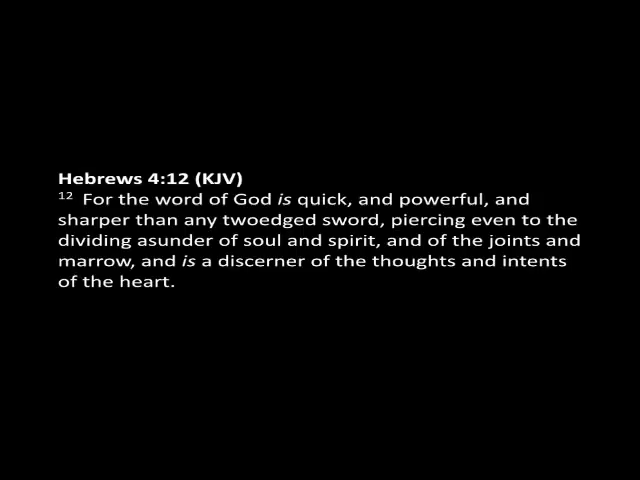 Hebrews 4:12 (KJV)
12 For the word of God is quick, and powerful, and
sharper than any twoedged sword, piercing even to the
dividing asunder of soul and spirit, and of the joints and
marrow, and is a discerner of the thoughts and intents
of the heart.